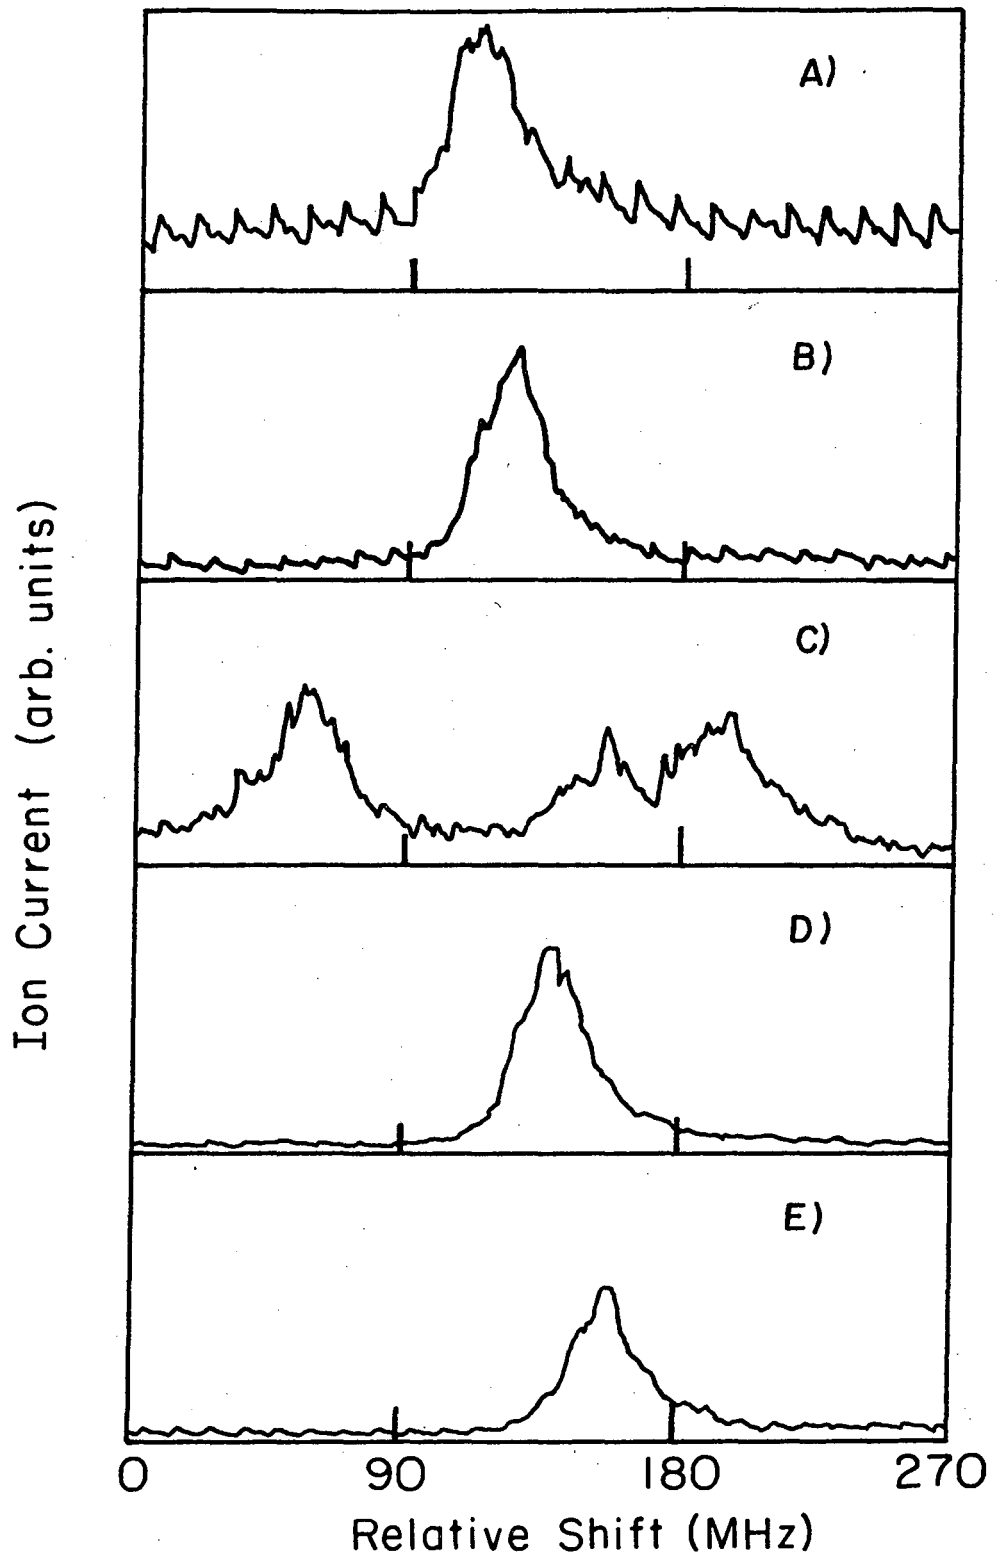 A)
B)
C)
D)
E)
Ion Current (arb. units)
0 90 180 270
Relative Shift (MHz)